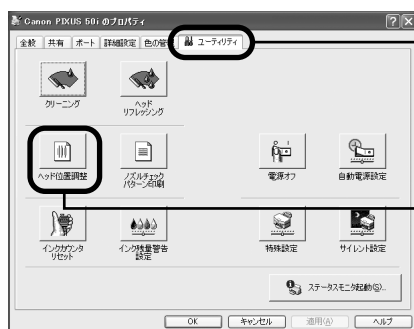 Canon PIXUS 50i のプロパティ
全般 共有 ポート 詳細設定 色の管理 ユーティリティ
クリーニング
ヘッド
リフレッシング
ヘッド位置調整
ノズルチェック
パターン印刷
電源オフ
自動電源設定
インクカウンタ
リセット
インク残量警告
設定
特殊設定
サイレント設定
ステータスモニタ起動(S)...
OK キャンセル 適用(A) ヘルプ